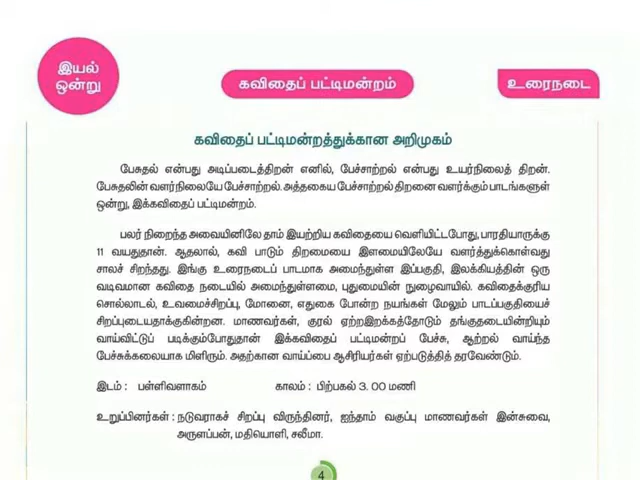 இயல்
ஒன்று
கவிதைப் பட்டிமன்றம்
உரைநடை
கவிதைப் பட்டிமன்றத்துக்கான அறிமுகம்
பேசுதல் என்பது அடிப்படைத்திறன் எனில், பேச்சாற்றல் என்பது உயர்நிலைத் திறன்.
பேசுதலின் வளர்நிலையே பேச்சாற்றல். அத்தகைய பேச்சாற்றல் திறனை வளர்க்கும் பாடங்களுள்
ஒன்று, இக்கவிதைப் பட்டிமன்றம்.
பலர் நிறைந்த அவையினிலே தாம் இயற்றிய கவிதையை வெளியிட்டபோது, பாரதியாருக்கு
11 வயதுதான். ஆதலால், கவி பாடும் திறமையை இளமையிலேயே வளர்த்துக்கொள்வது
சாலச் சிறந்தது. இங்கு உரைநடைப் பாடமாக அமைந்துள்ள இப்பகுதி, இலக்கியத்தின் ஒரு
வடிவமான கவிதை நடையில் அமைந்துள்ளமை, புதுமையின் நுழைவாயில். கவிதைக்குரிய
சொல்லாடல், உவமைச்சிறப்பு, மோனை, எதுகை போன்ற நயங்கள் மேலும் பாடப்பகுதியைச்
சிறப்புடையதாக்குகின்றன. மாணவர்கள், குரல் ஏற்றஇறக்கத்தோடும் தங்குதடையின்றியும்
வாய்விட்டுப் படிக்கும்போதுதான் இக்கவிதைப் பட்டிமன்றப் பேச்சு, ஆற்றல் வாய்ந்த
பேச்சுக்கலையாக மிளிரும். அதற்கான வாய்ப்பை ஆசிரியர்கள் ஏற்படுத்தித் தரவேண்டும்.
இடம் : பள்ளிவளாகம் காலம் : பிற்பகல் 3. 00 மணி
உறுப்பினர்கள் : நடுவராகச் சிறப்பு விருந்தினர், ஐந்தாம் வகுப்பு மாணவர்கள் இன்சுவை,
அருளப்பன், மதியொளி, சலீமா.
4